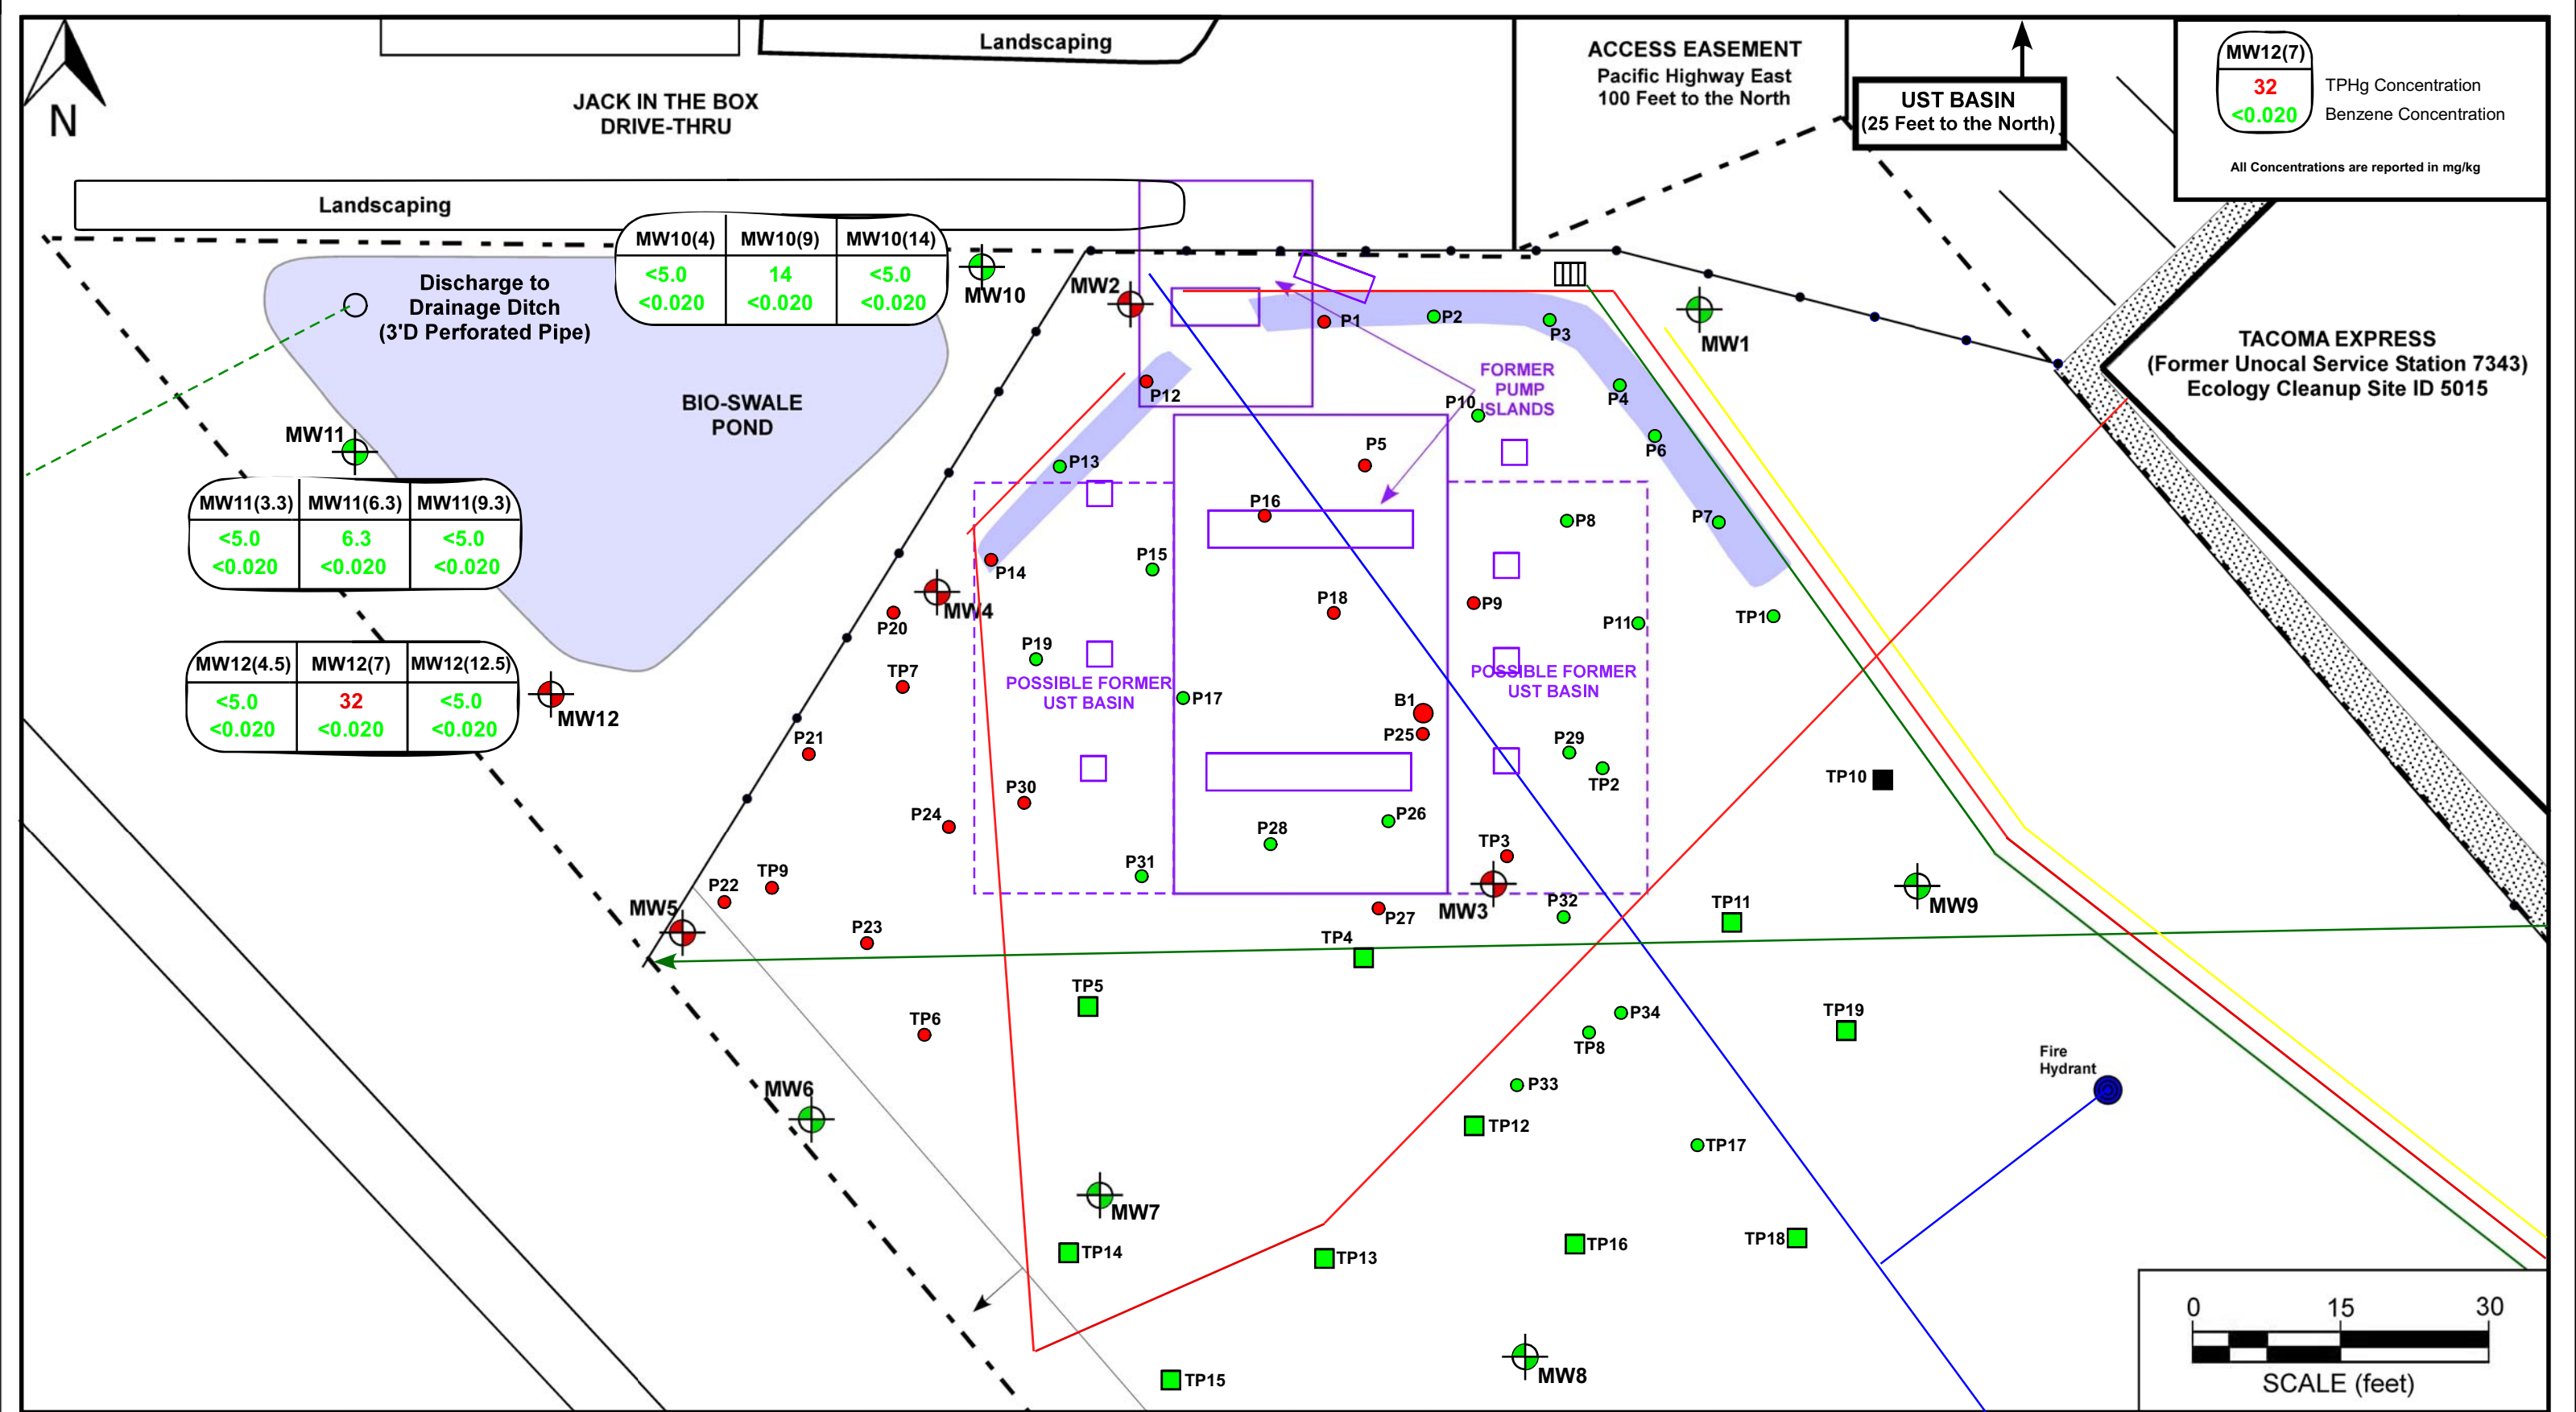 Landscaping
ACCESS EASEMENT
Pacific Highway East
100 Feet to the North
UST BASIN
(25 Feet to the North)
MW12(7)
32
<0.020
TPHg Concentration
Benzene Concentration
All Concentrations are reported in mg/kg
N
JACK IN THE BOX
DRIVE-THRU
Landscaping
MW10(4) MW10(9) MW10(14)
<5.0 14 <5.0
<0.020 <0.020 <0.020
MW10
MW2
MW1
Discharge to
Drainage Ditch
(3'D Perforated Pipe)
BIO-SWALE
POND
P1
P2
P3
P4
P6
P7
FORMER
PUMP
ISLANDS
P10
P12
P13
P5
P16
P8
P14
P15
P18
P9
P11
TP1
TACOMA EXPRESS
(Former Unocal Service Station 7343)
Ecology Cleanup Site ID 5015
MW11
MW11(3.3) MW11(6.3) MW11(9.3)
<5.0 6.3 <5.0
<0.020 <0.020 <0.020
MW12(4.5) MW12(7) MW12(12.5)
<5.0 32 <5.0
<0.020 <0.020 <0.020
MW12
MW4
P20
TP7
P19
POSSIBLE FORMER
UST BASIN
P17
POSSIBLE FORMER
UST BASIN
B1
P25
P29
TP2
TP10
P21
P24
P30
P28
P26
TP3
P31
P22
TP9
MW5
P23
P27
MW3
P32
TP4
TP11
MW9
TP5
TP6
P34
TP8
TP19
Fire
Hydrant
MW6
P33
TP12
TP17
MW7
TP14
TP13
TP16
TP18
TP15
MW8
0 15 30
SCALE (feet)